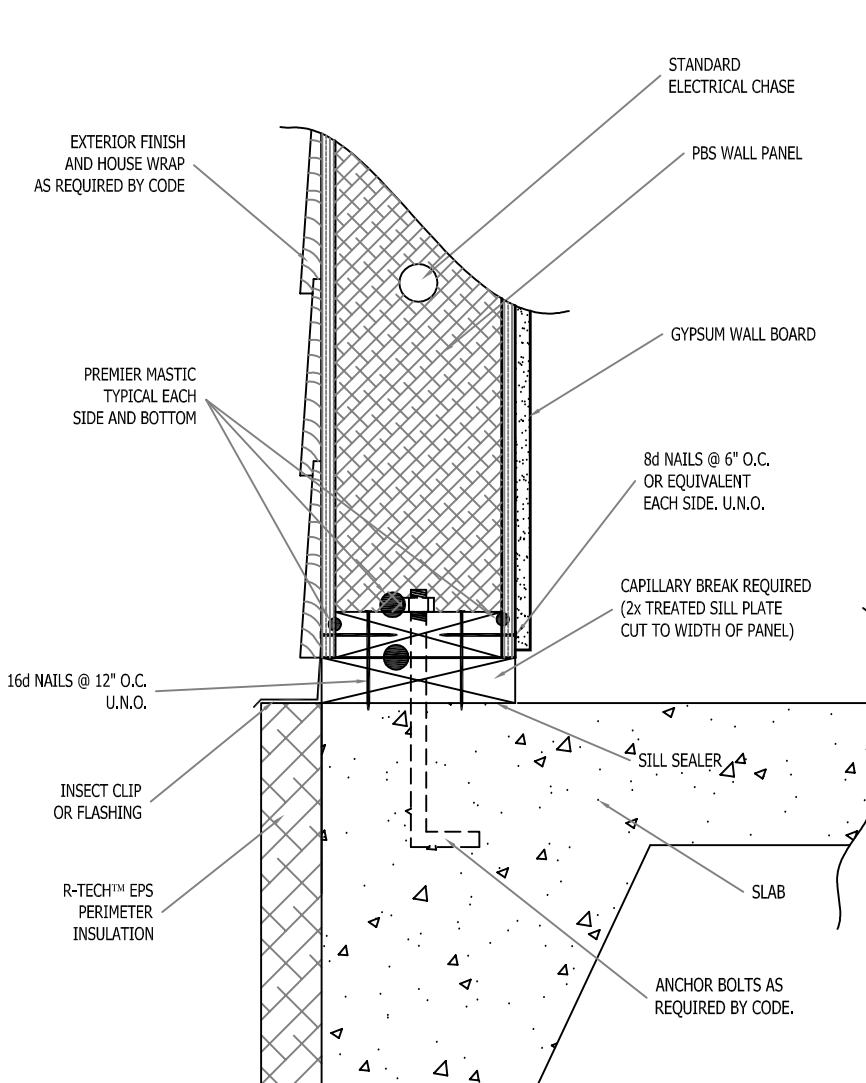 STANDARD
ELECTRICAL CHASE
EXTERIOR FINISH
AND HOUSE WRAP
AS REQUIRED BY CODE
PBS WALL PANEL
GYPSUM WALL BOARD
PREMIER MASTIC
TYPICAL EACH
SIDE AND BOTTOM
8d NAILS @ 6" O.C.
OR EQUIVALENT
EACH SIDE. U.N.O.
CAPILLARY BREAK REQUIRED
(2x TREATED SILL PLATE
CUT TO WIDTH OF PANEL)
16d NAILS @ 12" O.C.
U.N.O.
SILL SEALER
INSECT CLIP
OR FLASHING
R-TECH™ EPS
PERIMETER
INSULATION
SLAB
ANCHOR BOLTS AS
REQUIRED BY CODE.